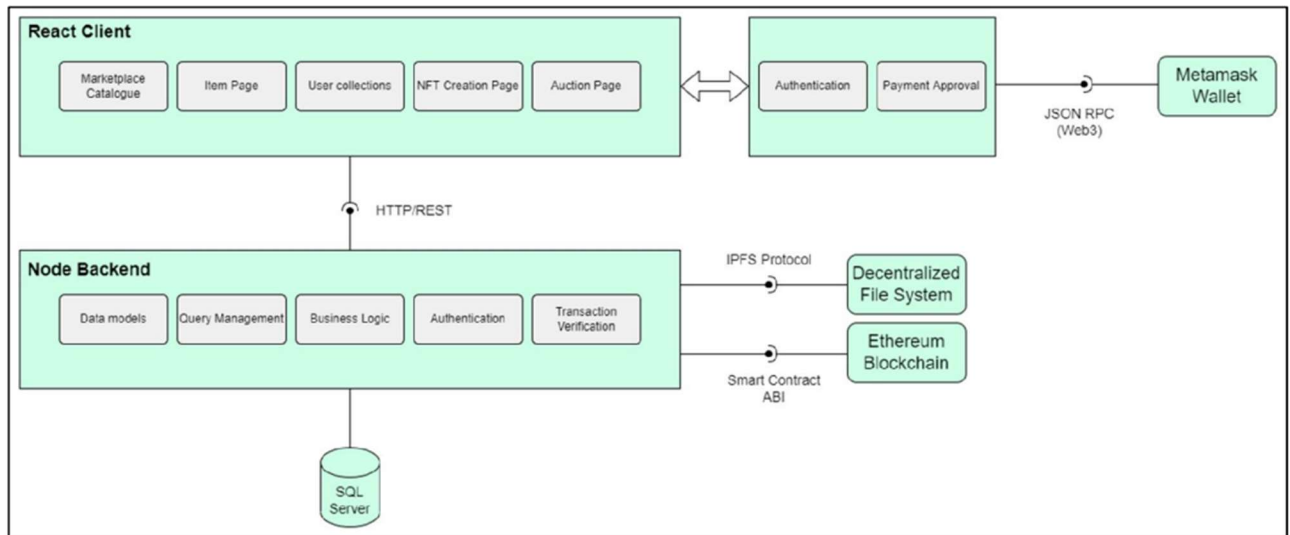 React Client
Marketplace
Catalogue
Item Page
User collections
NFT Creation Page
Auction Page
Authentication
Payment Approval
JSON RPC
(Web3)
Metamask
Wallet
HTTP/REST
Node Backend
Data models
Query Management
Business Logic
Authentication
Transaction
Verification
IPFS Protocol
Decentralized
File System
Smart Contract
ABI
Ethereum
Blockchain
SQL
Server